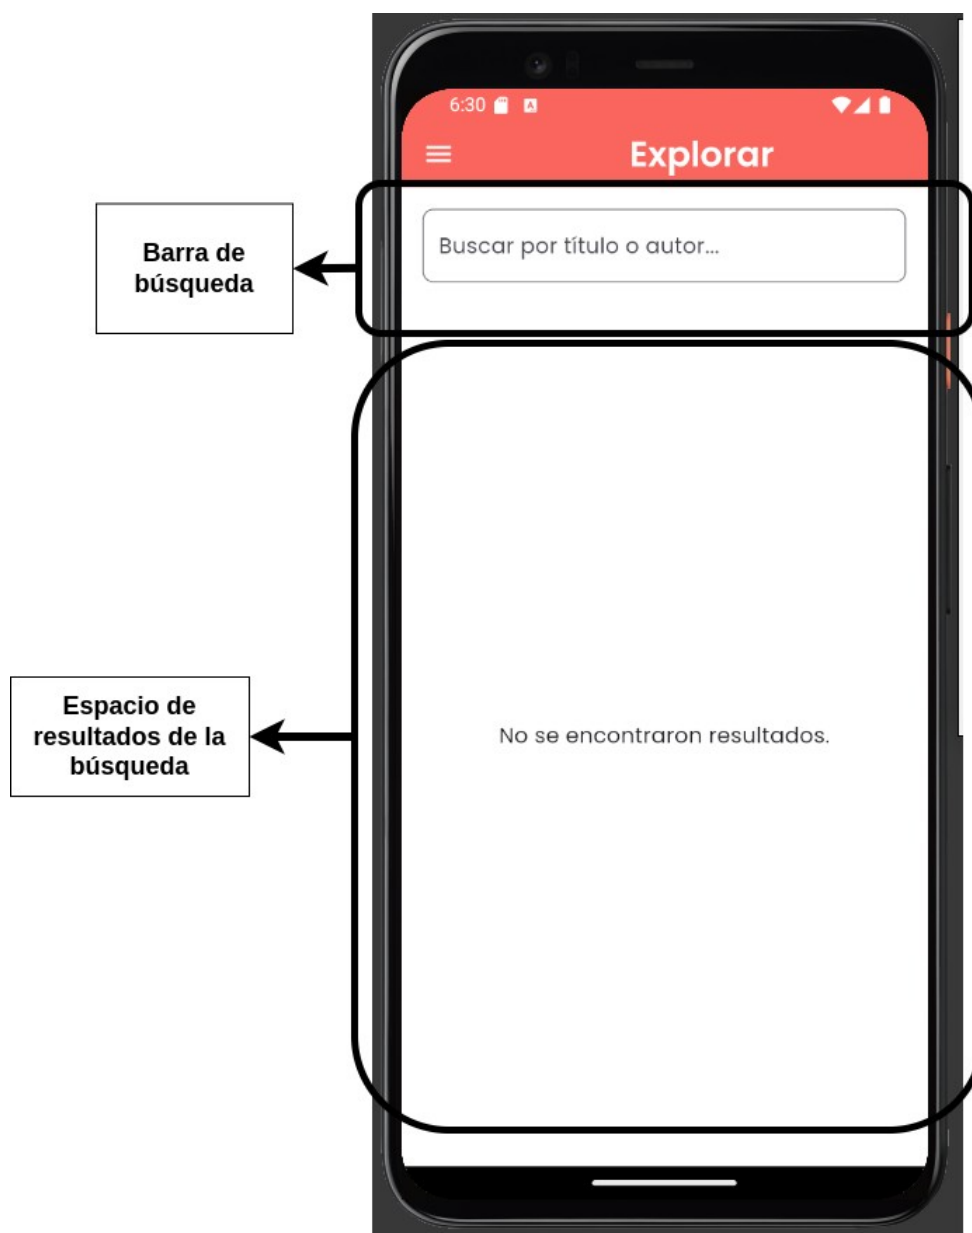 6:30
Explorar
Barra de
búsqueda
Buscar por título o autor...
Espacio de
resultados de la
búsqueda
No se encontraron resultados.